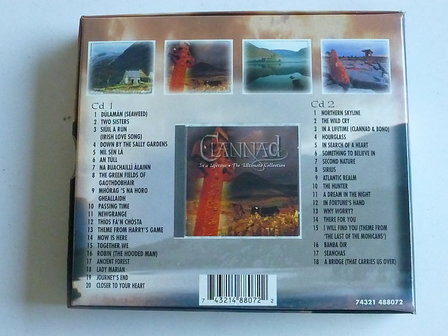 Cd 1
1 DÚLAMAN (SEAWEED)
2 TWO SISTERS
3 SIUIL A RUN
(IRISH LOVE SONG)
4 DOWN BY THE SALLY GARDENS
5 NIL SEN LA
6 AN TULL
7 NA BUACHAILLÍ ALAINN
8 THE GREEN FIELDS OF
GAOTHDOBHAIR
9 MHORAG 'S NA HORO
GHEALLAIDH
10 PASSING TIME
11 NEWGRANGE
12 THIOS FA'N CHOSTA
13 THEME FROM HARRY'S GAME
14 NOW IS HERE
15 TOGETHER WE
16 ROBIN (THE HOODED MAN)
17 ANCIENT FOREST
18 LADY MARIAN
19 JOURNEY'S END
20 CLOSER TO YOUR HEART
CLANNAD
In a Lifetime • The Ultimate Collection
Cd 2
1 NORTHERN SKYLINE
2 THE WILD CRY
3 IN A LIFETIME (CLANNAD & BONO)
4 HOURGLASS
5 IN SEARCH OF A HEART
6 SOMETHING TO BELIEVE IN
7 SECOND NATURE
8 SIRIUS
9 ATLANTIC REALM
10 THE HUNTER
11 A DREAM IN THE NIGHT
12 IN FORTUNE'S HAND
13 WHY WORRY?
14 THERE FOR YOU
15 I WILL FIND YOU (THEME FROM
'THE LAST OF THE MOHICANS')
16 BANBA OIR
17 SEANCHAS
18 A BRIDGE (THAT CARRIES US OVER)
7 43214 88072 2
74321 488072